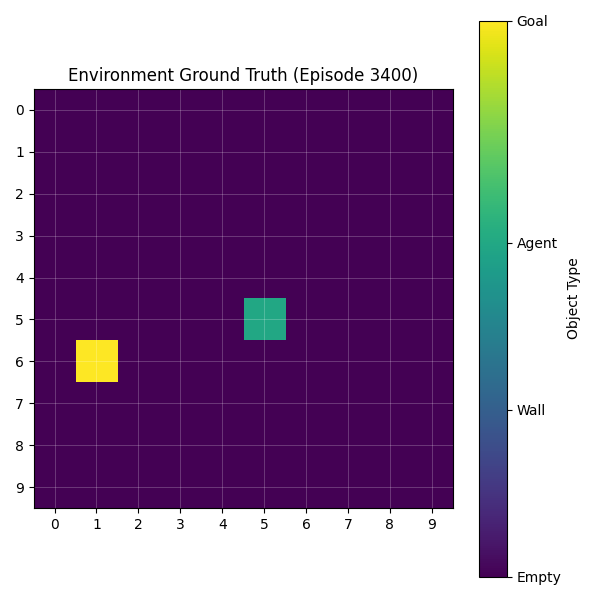 Environment Ground Truth (Episode 3400)
0
1
2
3
4
5
6
7
8
9
0 1 2 3 4 5 6 7 8 9
Goal
Agent
Wall
Empty
Object Type